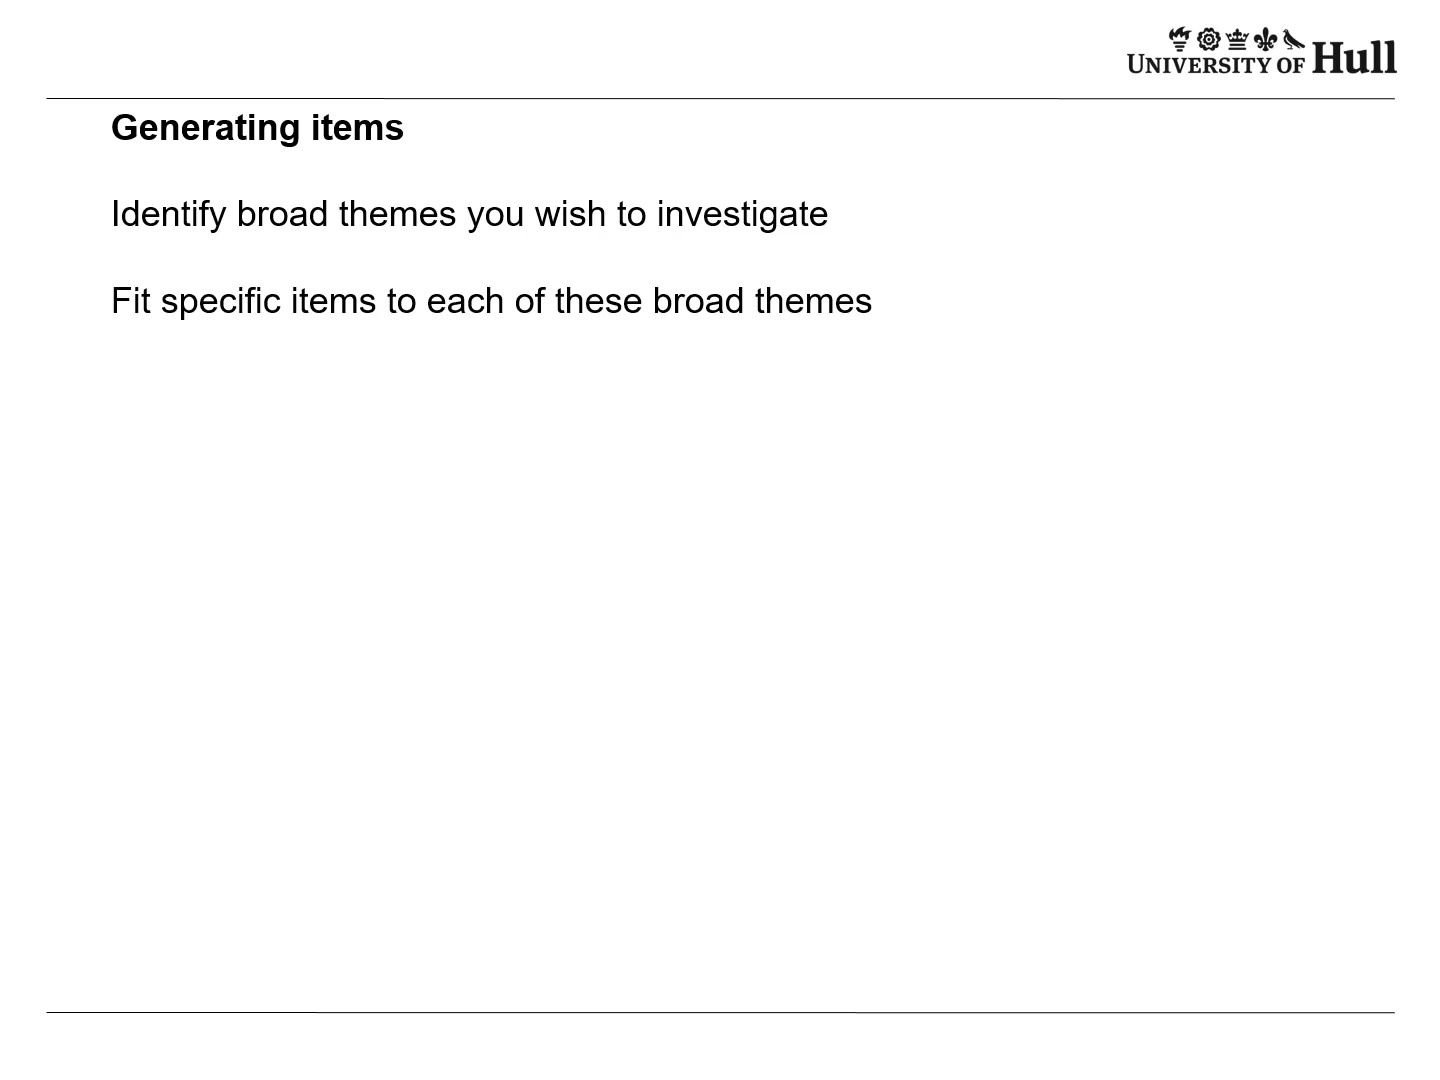 UNIVERSITY OF Hull
Generating items
Identify broad themes you wish to investigate
Fit specific items to each of these broad themes